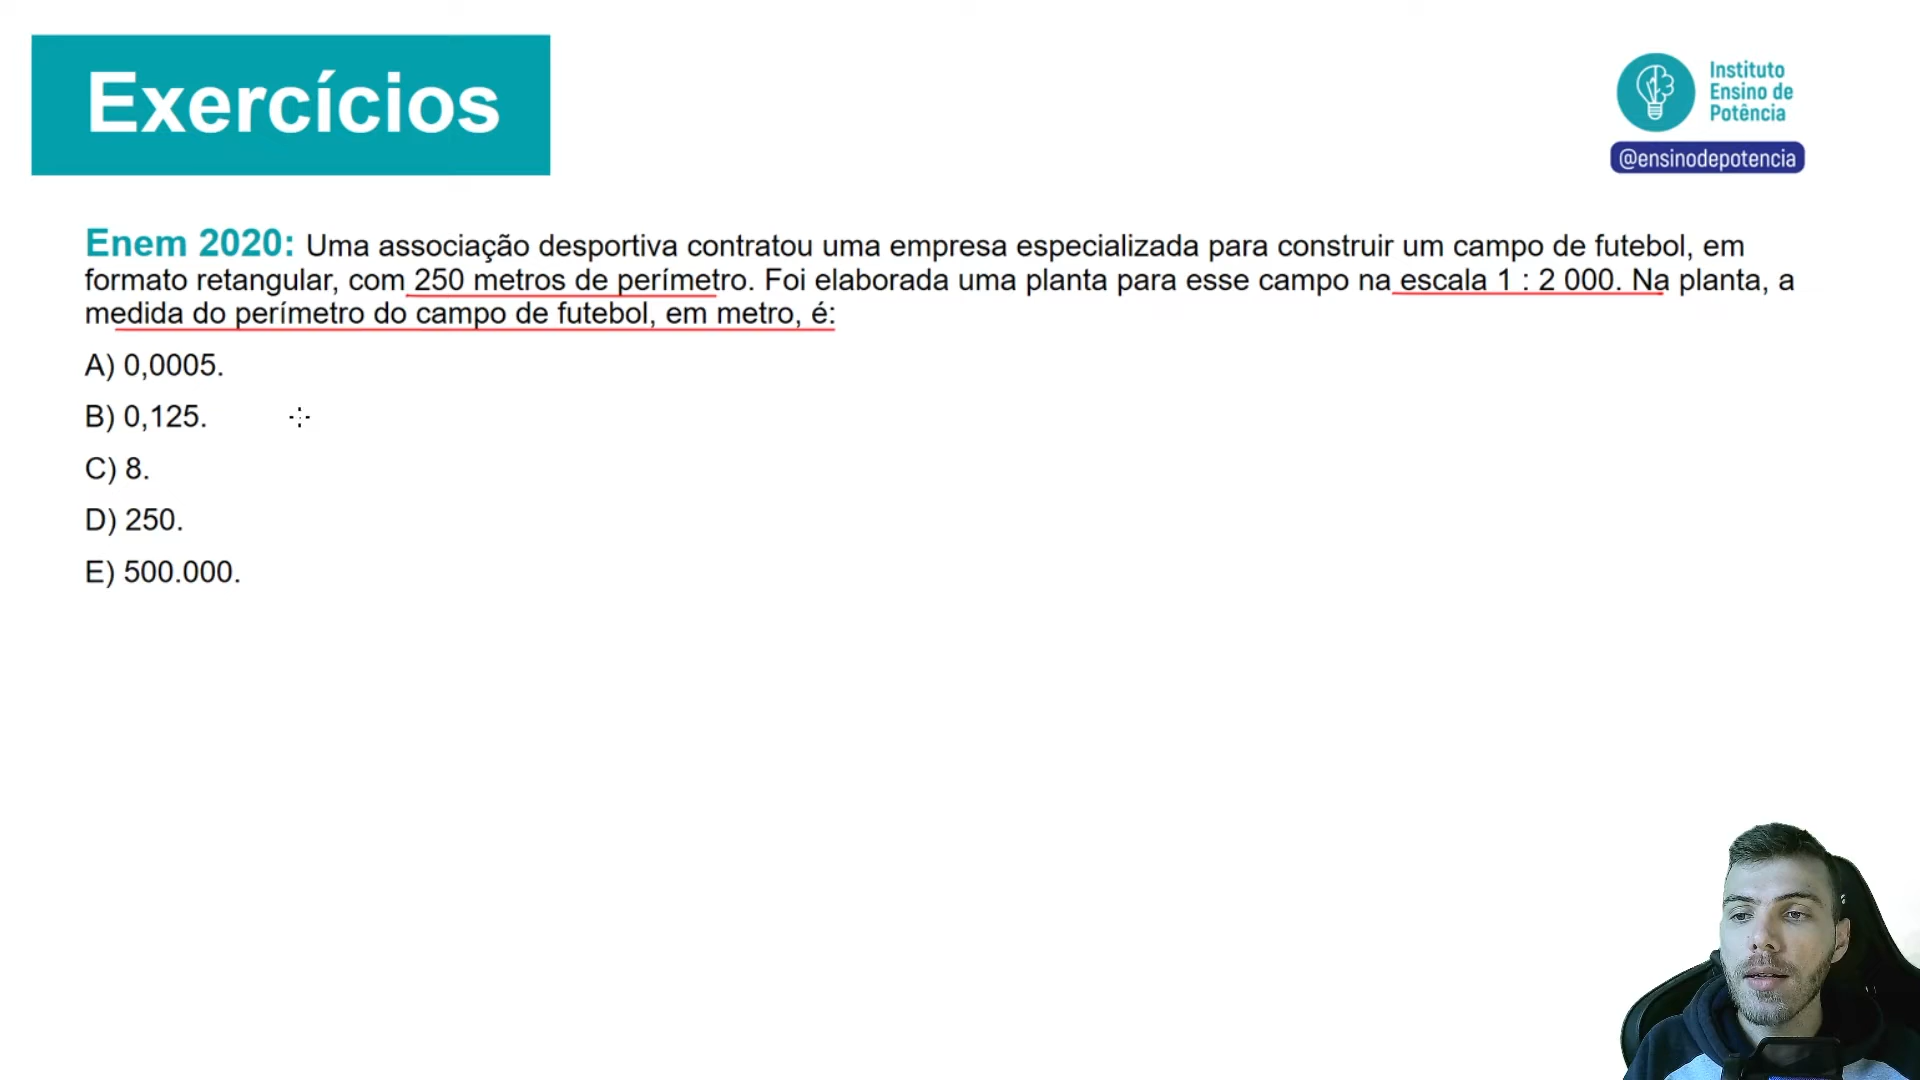 Exercícios
Instituto
Ensino de
Potência
@ensinodepotencia
Enem 2020: Uma associação desportiva contratou uma empresa especializada para construir um campo de futebol, em
formato retangular, com 250 metros de perímetro. Foi elaborada uma planta para esse campo na escala 1 : 2 000. Na planta, a
medida do perímetro do campo de futebol, em metro, é:
A) 0,0005.
B) 0,125.
C) 8.
D) 250.
E) 500.000.